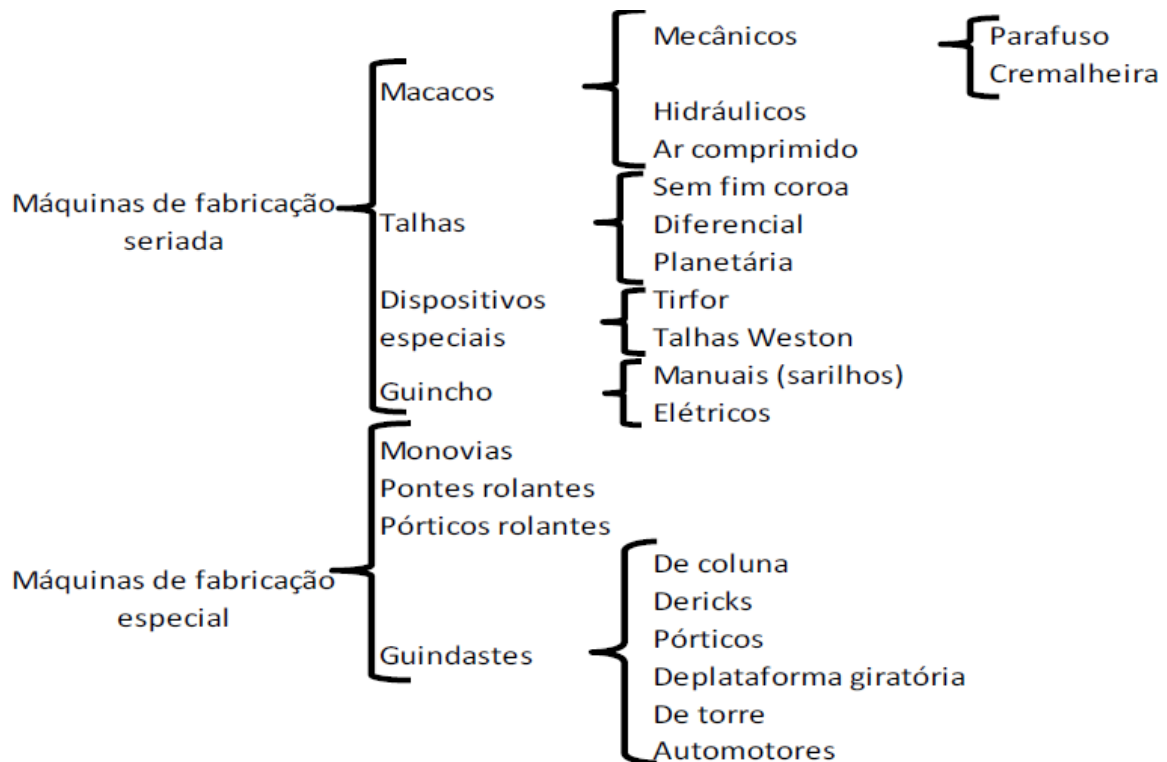 Máquinas de fabricação
seriada
Macacos
Mecânicos
Parafuso
Cremalheira
Hidráulicos
Ar comprimido
Talhas
Sem fim coroa
Diferencial
Planetária
Dispositivos
especiais
Tirfor
Talhas Weston
Guincho
Manuais (sarilhos)
Elétricos
Máquinas de fabricação
especial
Monovias
Pontes rolantes
Pórticos rolantes
Guindastes
De coluna
Dericks
Pórticos
Deplataforma giratória
De torre
Automotores